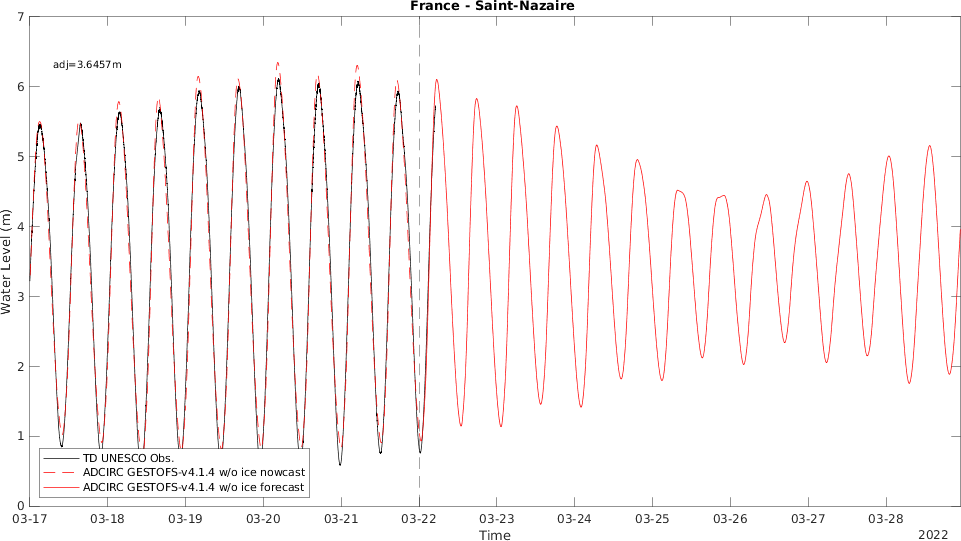 France - Saint-Nazaire
adj=3.6457m
7
6
5
4
3
2
1
0
Water Level (m)
TD UNESCO Obs.
ADCIRC GESTOFS-v4.1.4 w/o ice nowcast
ADCIRC GESTOFS-v4.1.4 w/o ice forecast
03-17 03-18 03-19 03-20 03-21 03-22 03-23 03-24 03-25 03-26 03-27 03-28
Time
2022